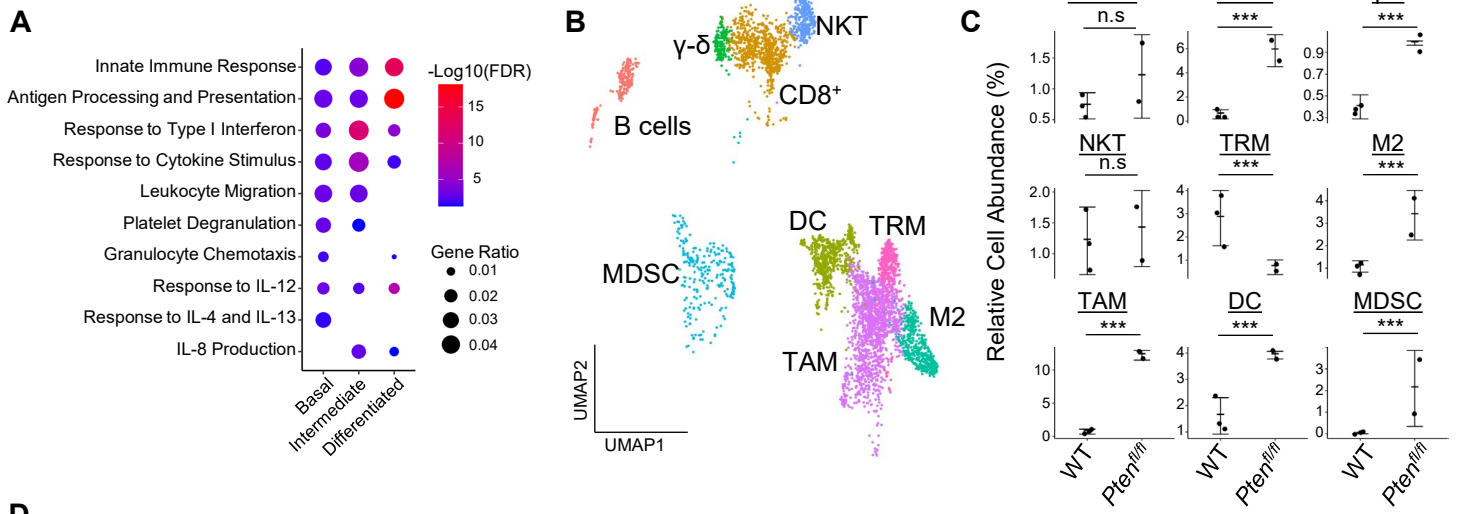 A
Innate Immune Response
Antigen Processing and Presentation
Response to Type I Interferon
Response to Cytokine Stimulus
Leukocyte Migration
Platelet Degranulation
Granulocyte Chemotaxis
Response to IL-12
Response to IL-4 and IL-13
IL-8 Production
Basal
Intermediate
Differentiated
-Log10(FDR)
15
10
5
Gene Ratio
0.01
0.02
0.03
0.04
B
NKT
γ-δ
CD8+
B cells
MDSC
DC
TRM
M2
TAM
UMAP2
UMAP1
C
Relative Cell Abundance (%)
n.s
***
***
1.5
1.0
0.5
6
4
2
0
0.9
0.7
0.5
0.3
NKT
TRM
M2
n.s
***
***
2.0
1.5
1.0
4
3
2
1
4
3
2
1
TAM
DC
MDSC
***
***
***
10
5
0
4
3
2
1
3
2
1
0
WT
Ptenfl/fl
WT
Ptenfl/fl
WT
Ptenfl/fl
D